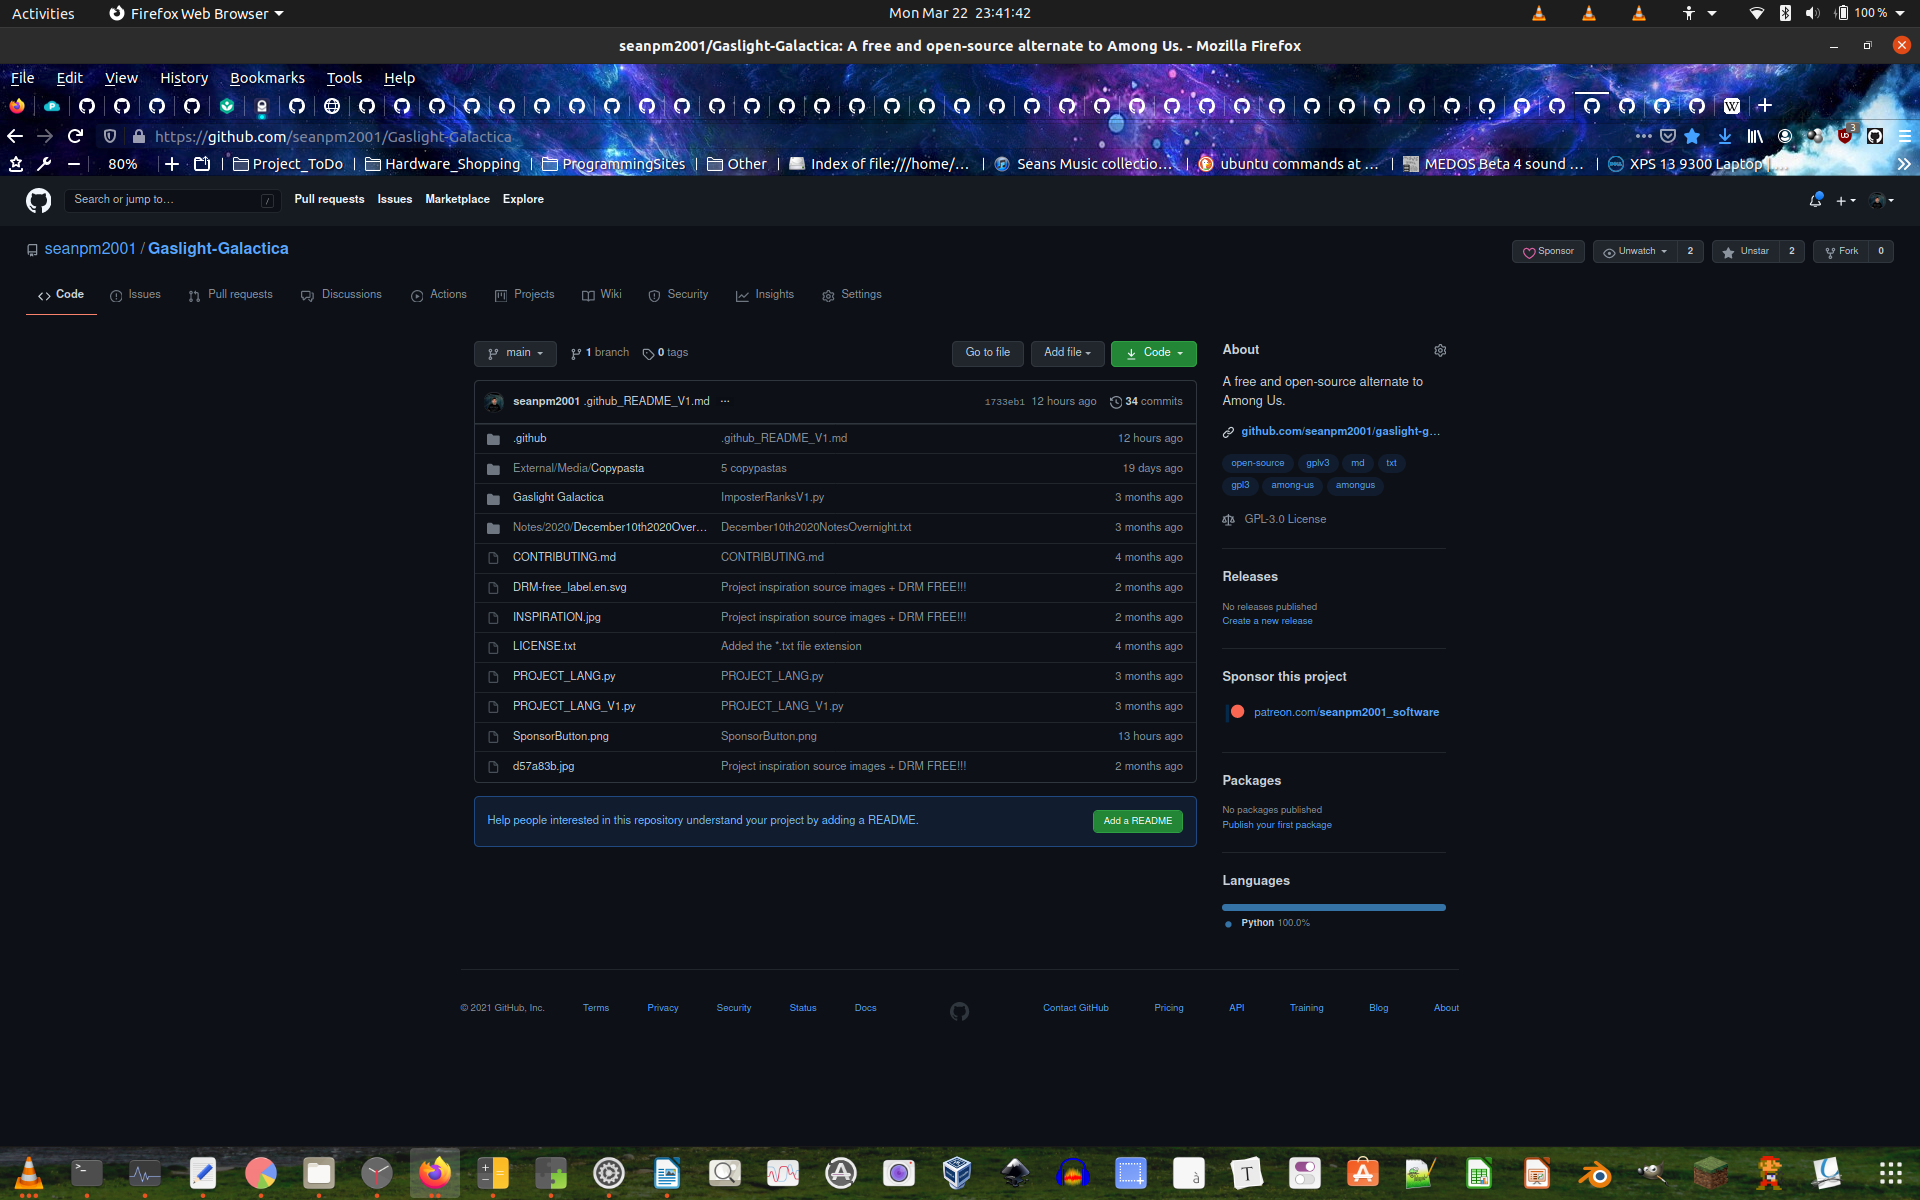 Activities Firefox Web Browser Mon Mar 22 23:41:42 100 %
seanpm2001/Gaslight-Galactica: A free and open-source alternate to Among Us. - Mozilla Firefox
File Edit View History Bookmarks Tools Help
https://github.com/seanpm2001/Gaslight-Galactica 3
80% Project_ToDo Hardware_Shopping ProgrammingSites Other Index of file:///home/... Seans Music collectio... ubuntu commands at ... MEDOS Beta 4 sound ... XPS 13 9300 Laptop
Search or jump to... / Pull requests Issues Marketplace Explore
seanpm2001 / Gaslight-Galactica Sponsor Unwatch 2 Unstar 2 Fork 0
Code Issues Pull requests Discussions Actions Projects Wiki Security Insights Settings
main 1 branch 0 tags Go to file Add file Code
seanpm2001 .github_README_V1.md ... 1733eb1 12 hours ago 34 commits
.github .github_README_V1.md 12 hours ago
External/Media/Copypasta 5 copypastas 19 days ago
Gaslight Galactica ImposterRanksV1.py 3 months ago
Notes/2020/December10th2020Over... December10th2020NotesOvernight.txt 3 months ago
CONTRIBUTING.md CONTRIBUTING.md 4 months ago
DRM-free_label.en.svg Project inspiration source images + DRM FREE!!! 2 months ago
INSPIRATION.jpg Project inspiration source images + DRM FREE!!! 2 months ago
LICENSE.txt Added the *.txt file extension 4 months ago
PROJECT_LANG.py PROJECT_LANG.py 3 months ago
PROJECT_LANG_V1.py PROJECT_LANG_V1.py 3 months ago
SponsorButton.png SponsorButton.png 13 hours ago
d57a83b.jpg Project inspiration source images + DRM FREE!!! 2 months ago
Help people interested in this repository understand your project by adding a README. Add a README
About
A free and open-source alternate to
Among Us.
github.com/seanpm2001/gaslight-g...
open-source gplv3 md txt
gpl3 among-us amongus
GPL-3.0 License
Releases
No releases published
Create a new release
Sponsor this project
patreon.com/seanpm2001_software
Packages
No packages published
Publish your first package
Languages
Python 100.0%
© 2021 GitHub, Inc. Terms Privacy Security Status Docs Contact GitHub Pricing API Training Blog About